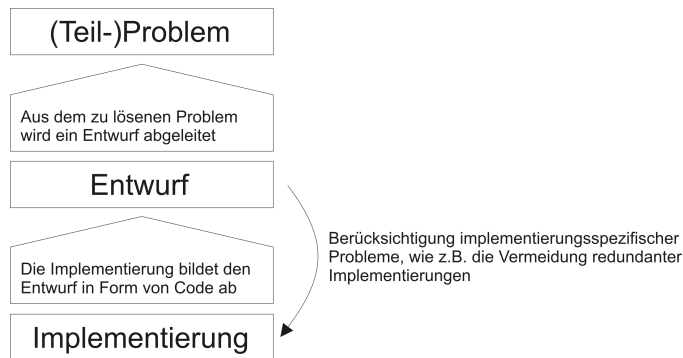 (Teil-)Problem
Aus dem zu lösenen Problem
wird ein Entwurf abgeleitet
Entwurf
Berücksichtigung implementierungsspezifischer
Probleme, wie z.B. die Vermeidung redundanter
Implementierungen
Die Implementierung bildet den
Entwurf in Form von Code ab
Implementierung